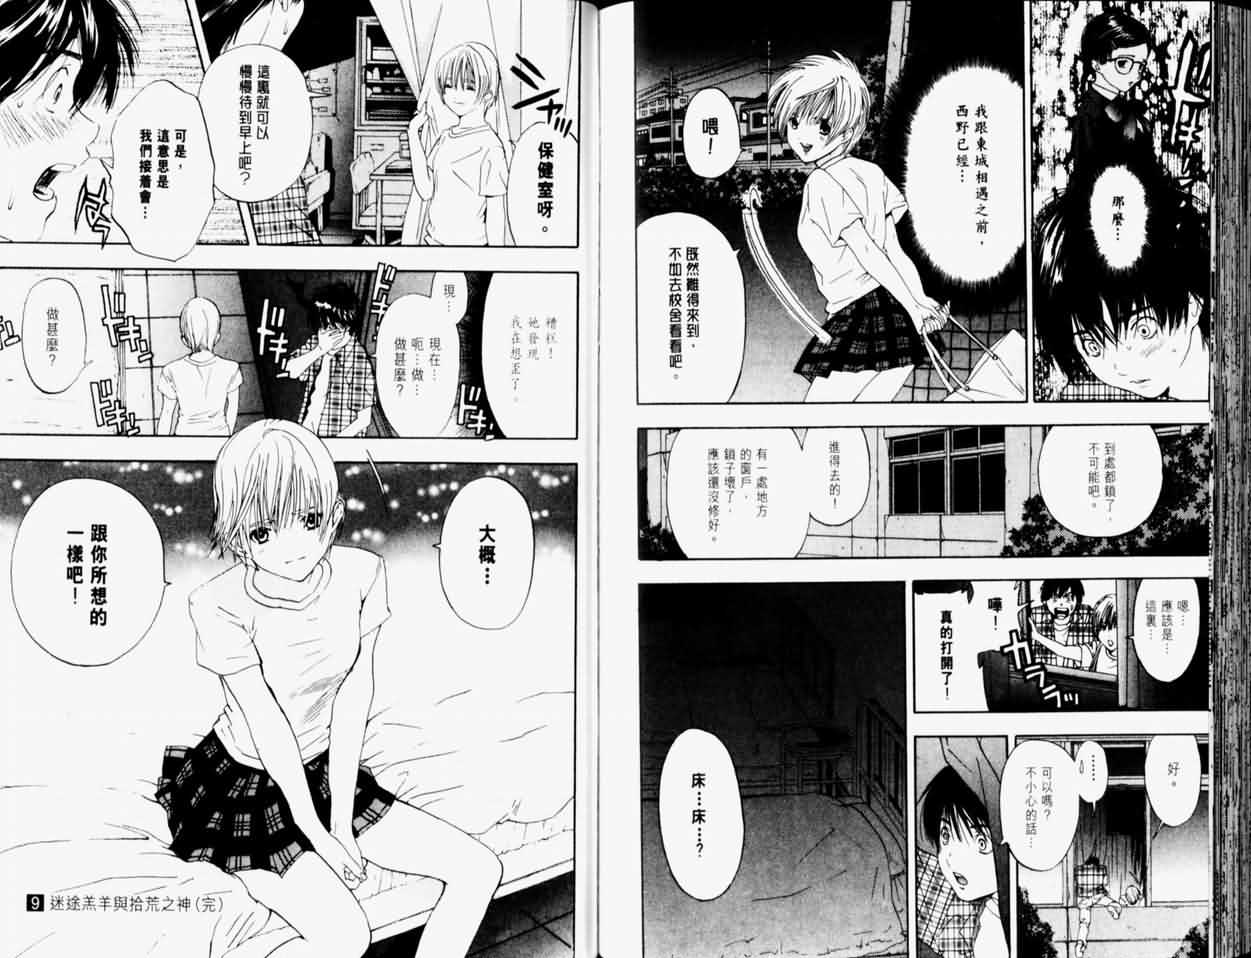 那麼…
我跟東城相遇之前，
西野已經…
喂！
既然難得來到，
不如去校舍看看吧。
到處都鎖了，
不可能吧。
進得去的！
有一處地方
的窗戶，
鎖子壞了，
應該還沒修好。
嗯…
應該是…
這裏…
嘩！
真的打開了！
ガラッ
好。
……
可以嗎？
不小心的話…
床…床…？
保健室呀。
這裏就可以
慢慢待到早上吧？
可是，
這意思是
我們接着會…
糟糕！
她發現
我在想歪了。
現…
現在…
呃…做…
做甚麼？
做甚麼？
大概…
跟你所想的
一樣吧！
9 迷途羔羊與拾荒之神(完)